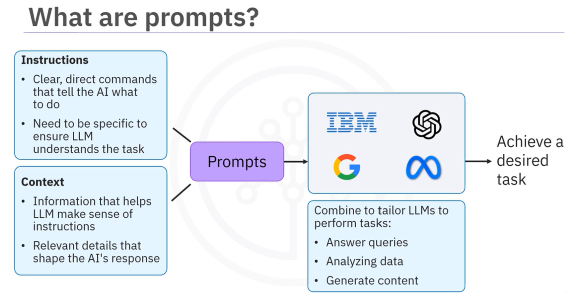 What are prompts?
Instructions
• Clear, direct commands
that tell the AI what
to do
• Need to be specific to
ensure LLM
understands the task
Context
• Information that helps
LLM make sense of
instructions
• Relevant details that
shape the AI's response
Prompts
IBM
Combine to tailor LLMs to
perform tasks:
• Answer queries
• Analyzing data
• Generate content
Achieve a
desired
task